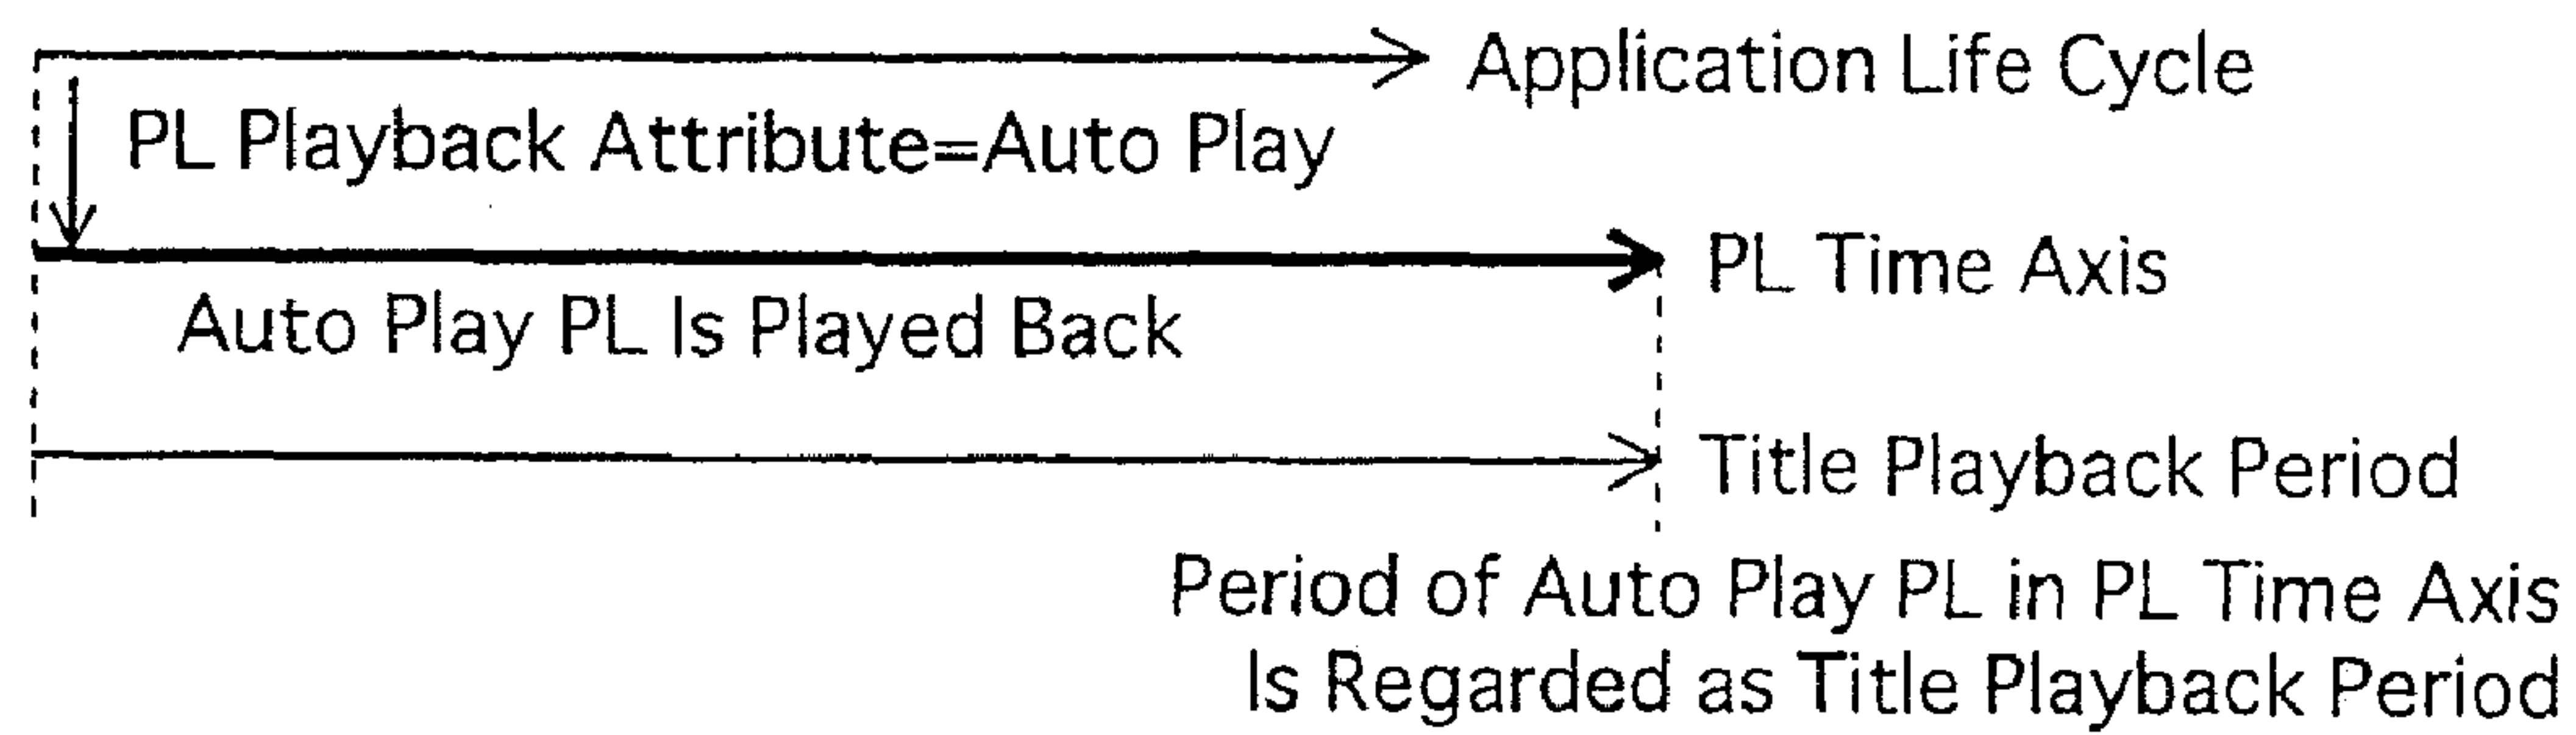 Application Life Cycle
PL Playback Attribute=Auto Play
PL Time Axis
Auto Play PL Is Played Back
Title Playback Period
Period of Auto Play PL in PL Time Axis
Is Regarded as Title Playback Period